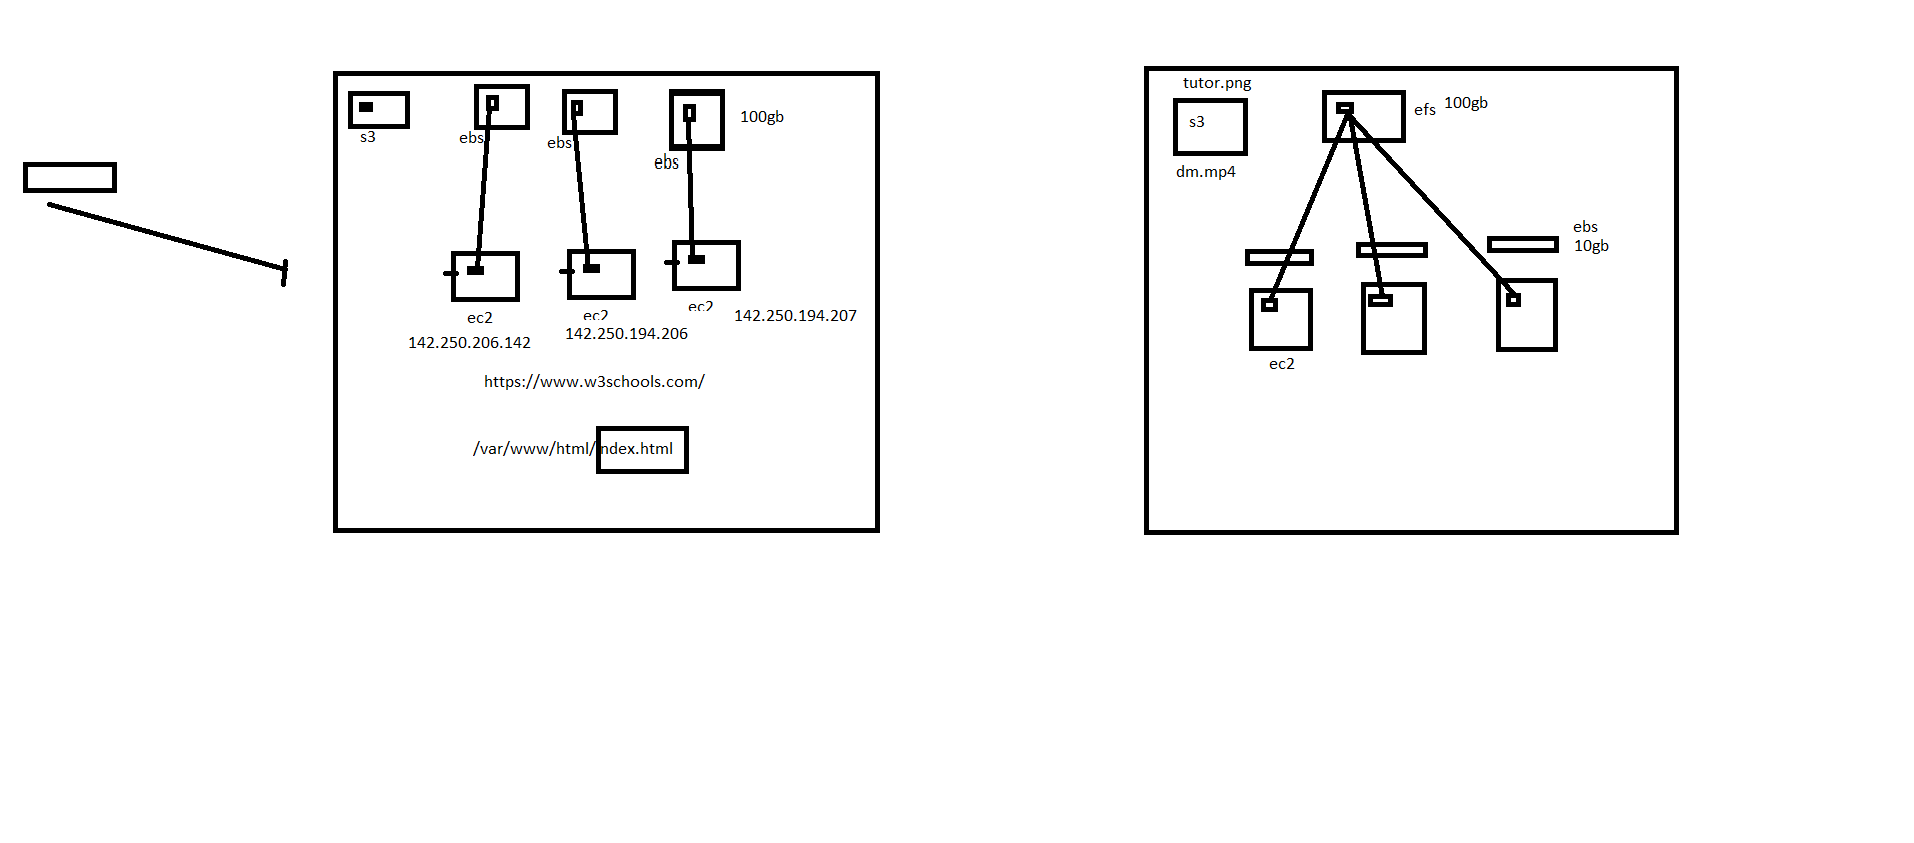 s3
ebs
ebs
ebs
100gb
ec2
ec2
ec2
142.250.206.142
142.250.194.206
142.250.194.207
https://www.w3schools.com/
/var/www/html/ndex.html
tutor.png
s3
dm.mp4
efs
100gb
ebs
10gb
ec2